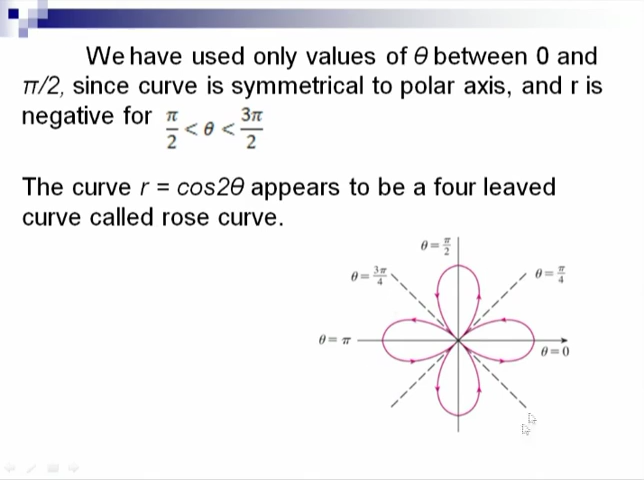 We have used only values of θ between 0 and
π/2, since curve is symmetrical to polar axis, and r is
negative for π/2 < θ < 3π/2
The curve r = cos2θ appears to be a four leaved
curve called rose curve.
θ = π/2
θ = 3π/4
θ = π/4
θ = π
θ = 0